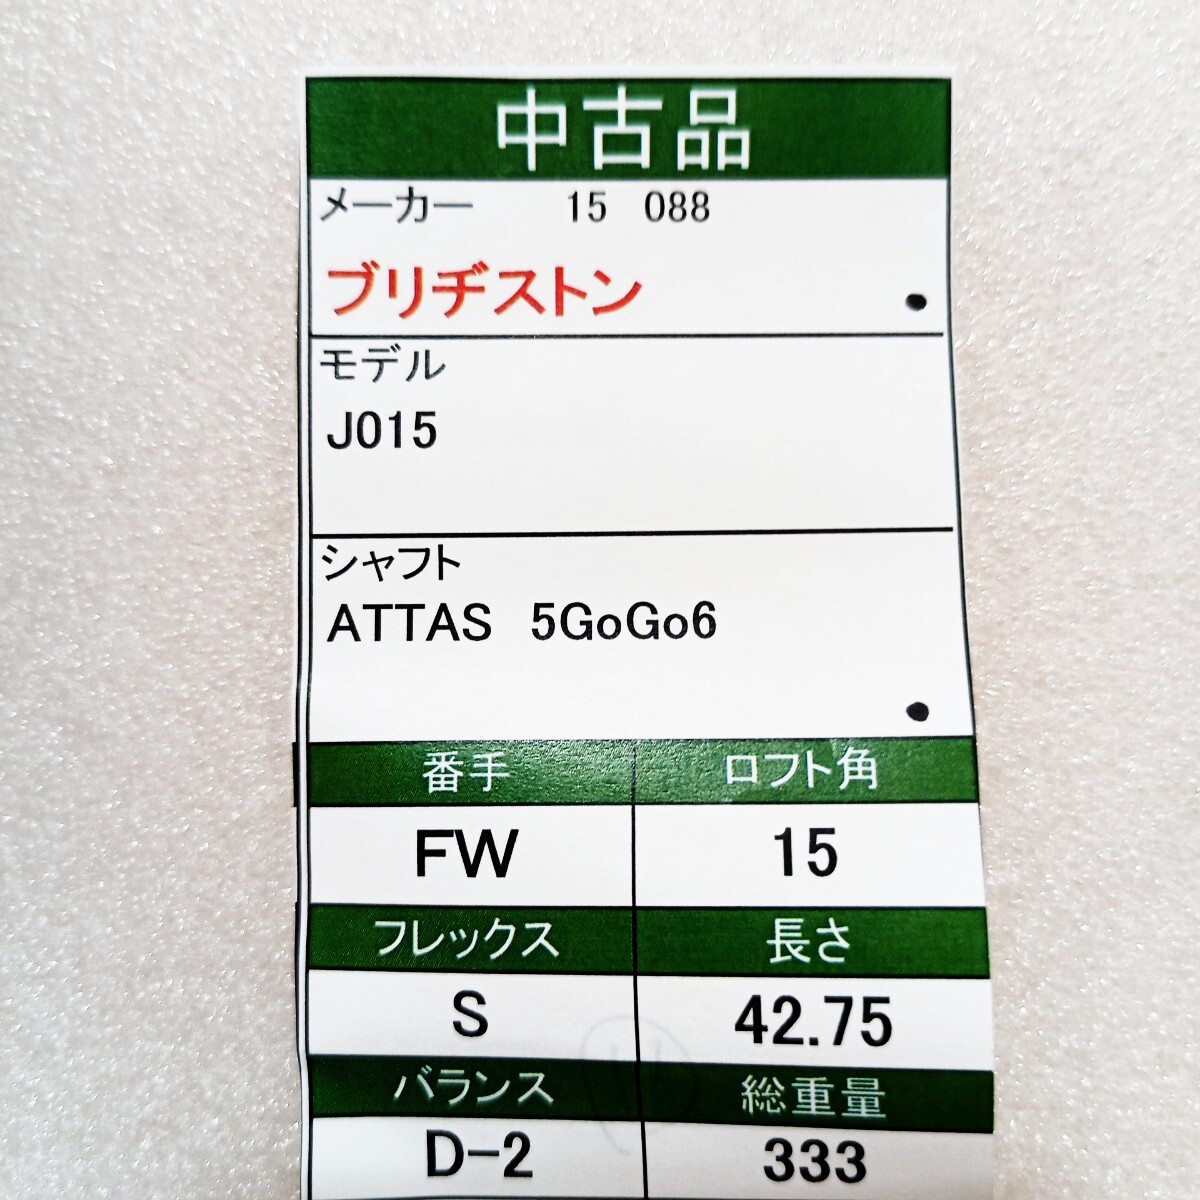 中古品
メーカー 15 088
ブリヂストン
モデル
J015
シャフト
ATTAS 5GoGo6
番手 ロフト角
FW 15
フレックス 長さ
S 42.75
バランス 総重量
D-2 333